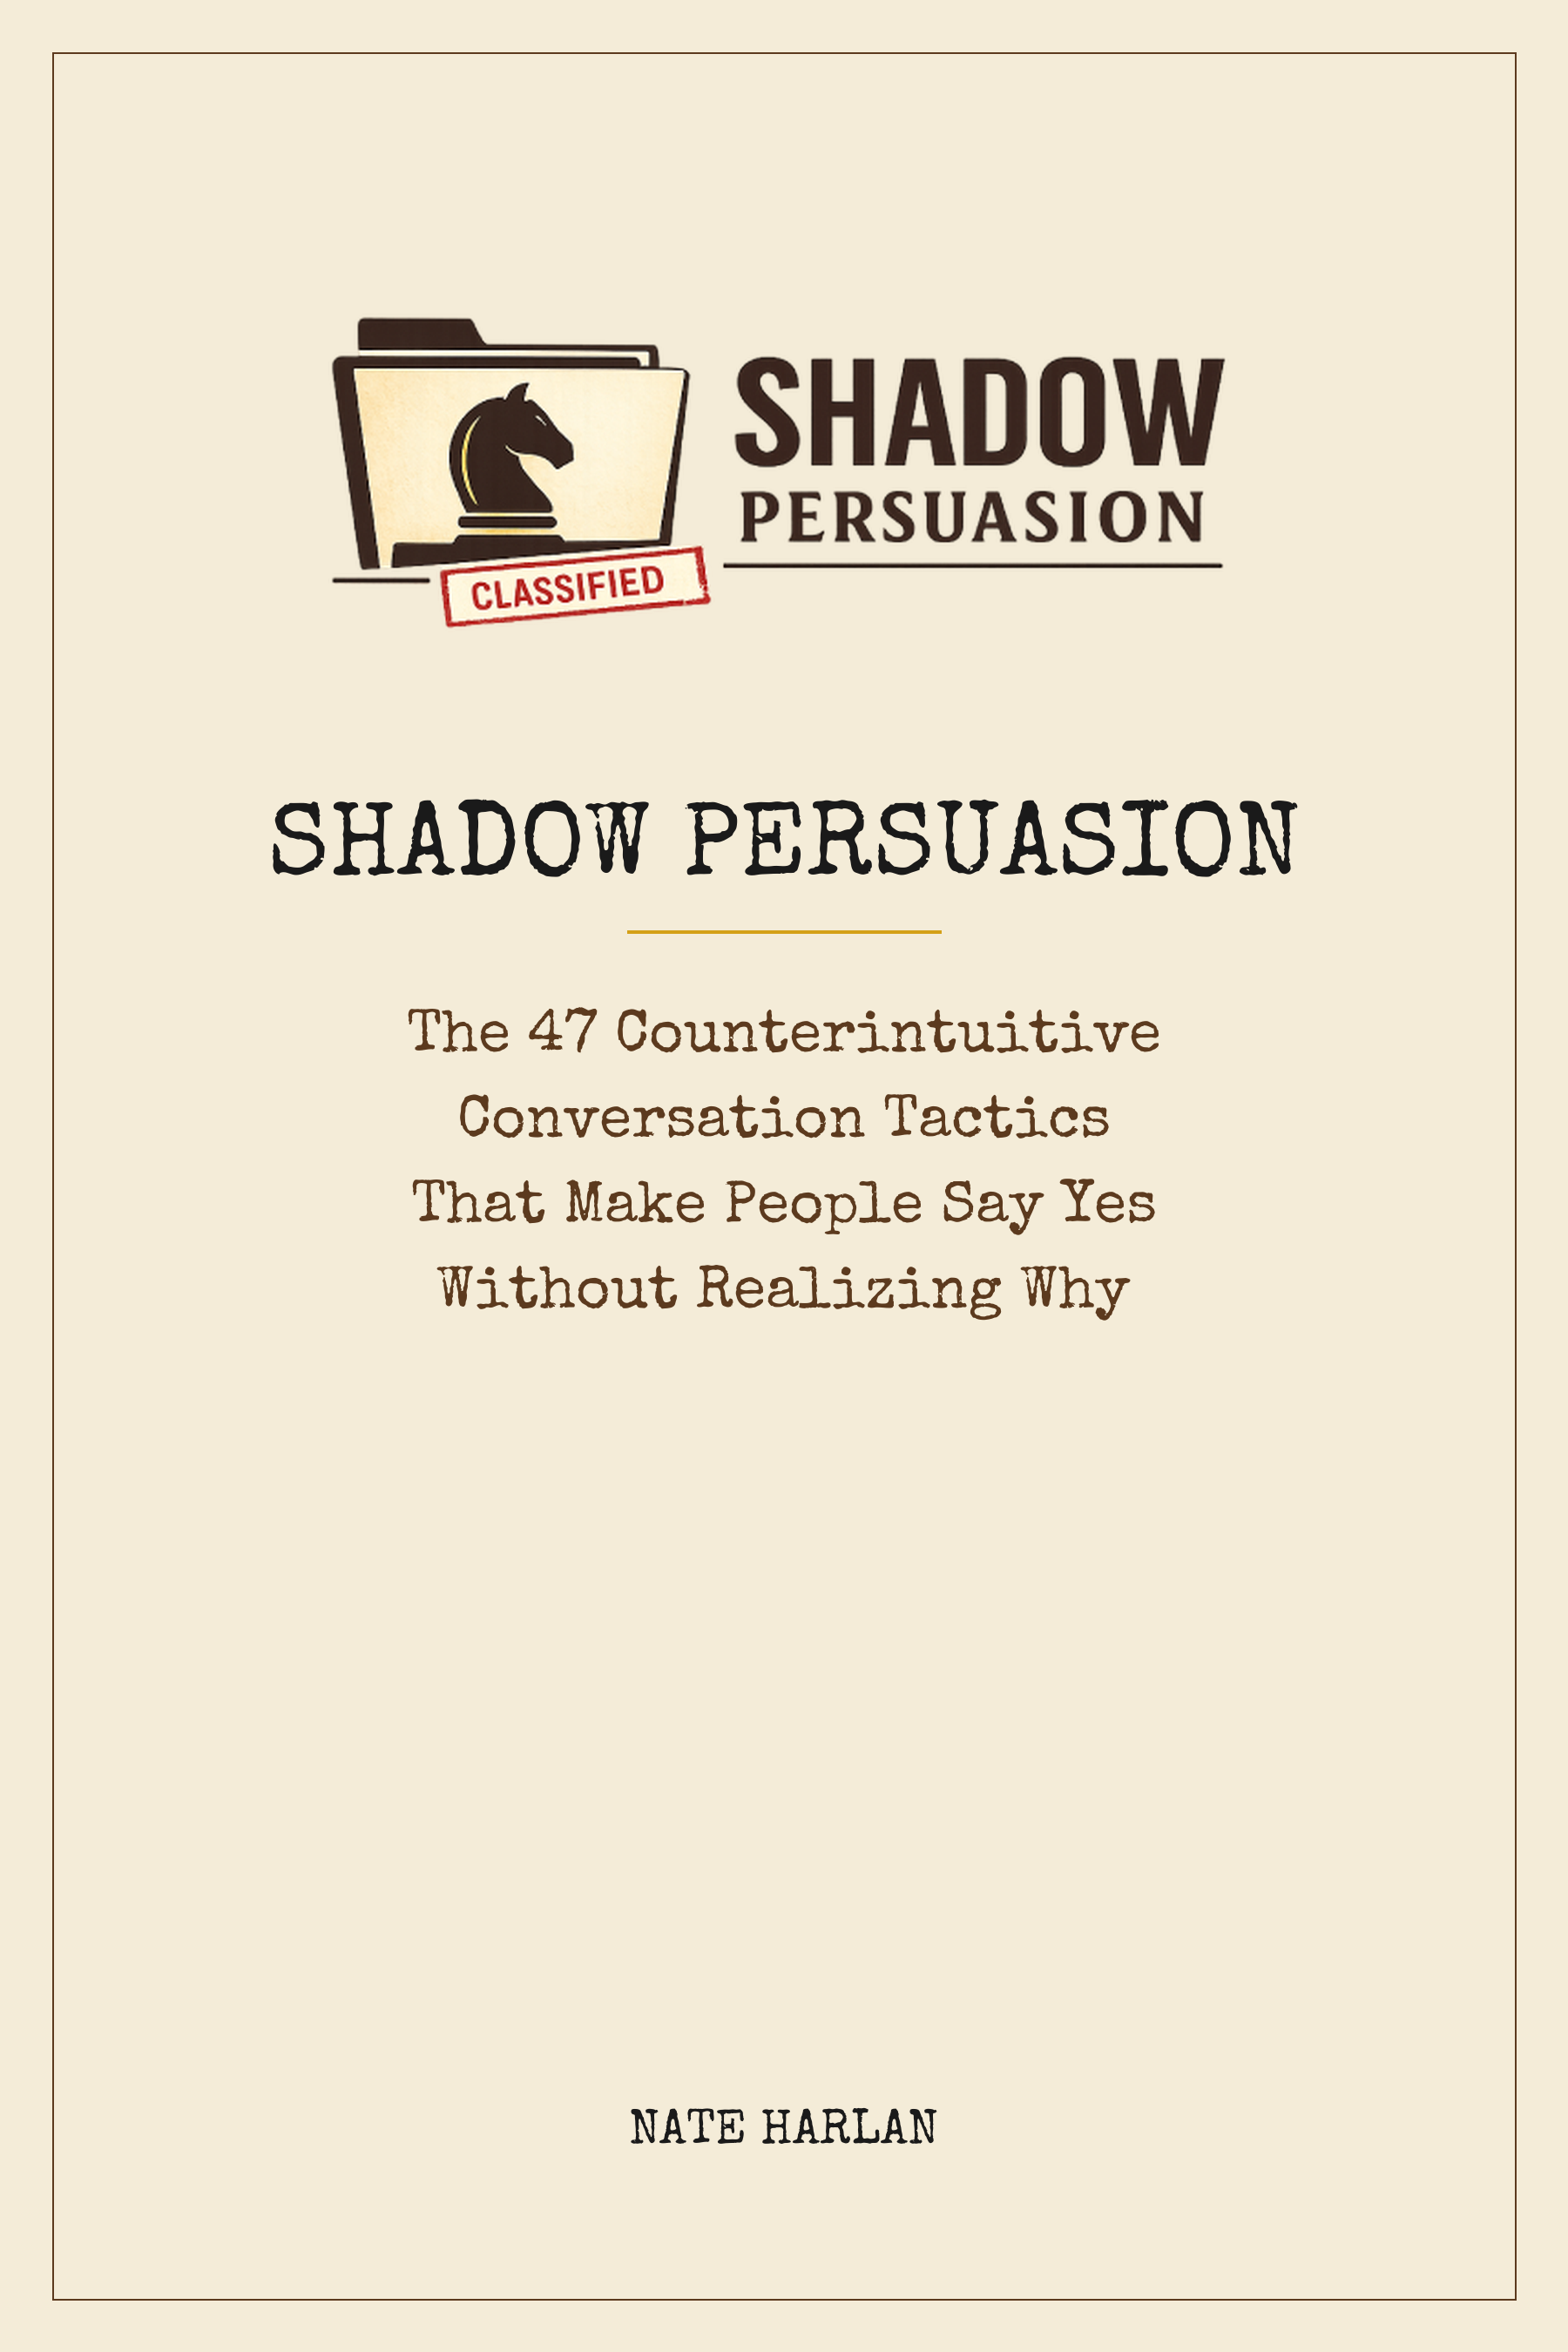 SHADOW
PERSUASION
CLASSIFIED
SHADOW PERSUASION
The 47 Counterintuitive
Conversation Tactics
That Make People Say Yes
Without Realizing Why
NATE HARLAN